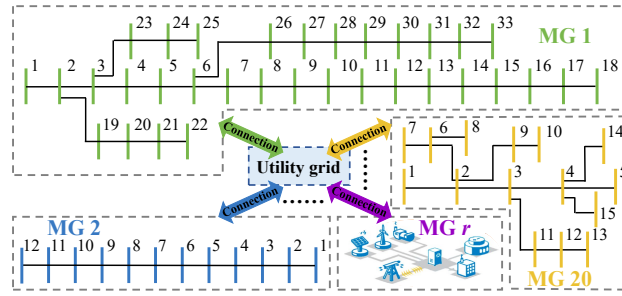 23 24 25 26 27 28 29 30 31 32 33
MG 1
1 2 3 4 5 6 7 8 9 10 11 12 13 14 15 16 17 18
19 20 21 22
Connection
Connection
Utility grid
Connection
Connection
MG 2
12 11 10 9 8 7 6 5 4 3 2 1
MG r
7 6 8 9 10 14
1 2 3 4 5
15
11 12 13
MG 20